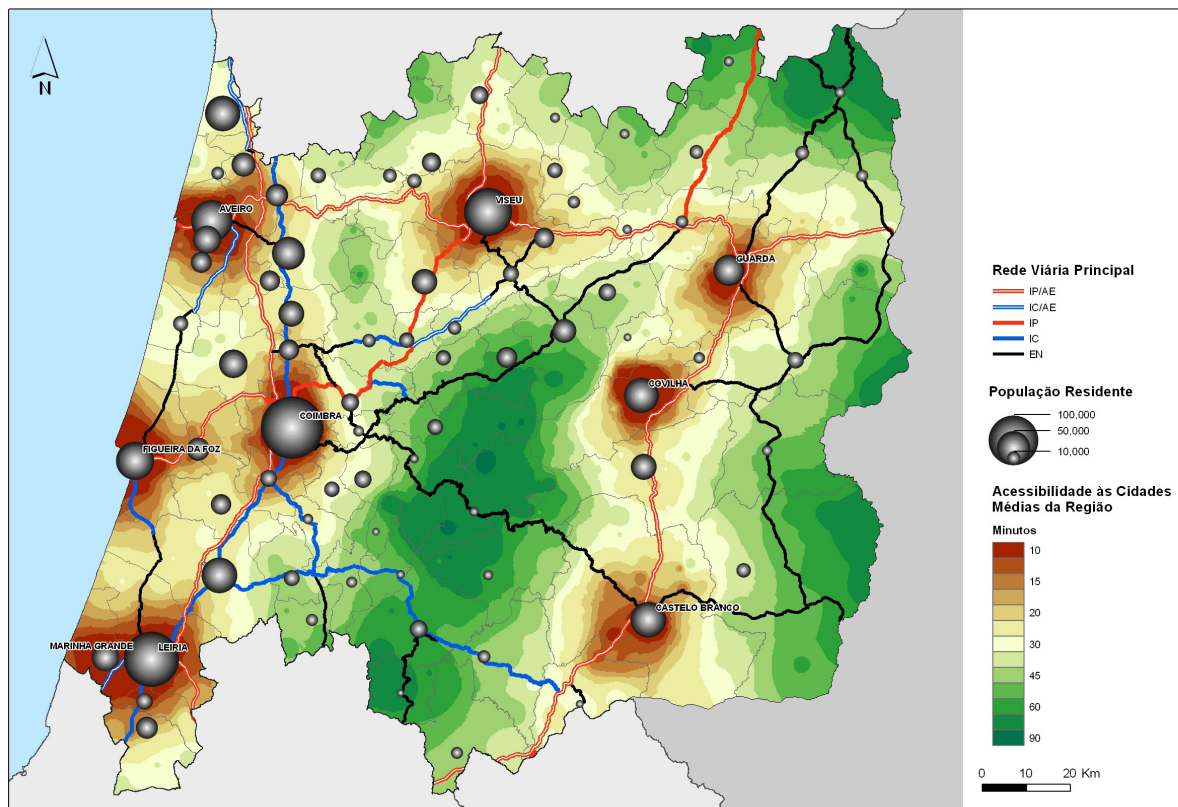 N
AVEIRO
VISEU
GUARDA
COVILHA
COIMBRA
FIGUEIRA DA FOZ
CASTELO BRANCO
MARINHA GRANDE
LEIRIA
Rede Viária Principal
IP/AE
IC/AE
IP
IC
EN
População Residente
100,000
50,000
10,000
Acessibilidade às Cidades
Médias da Região
Minutos
10
15
20
30
45
60
90
0 10 20 Km